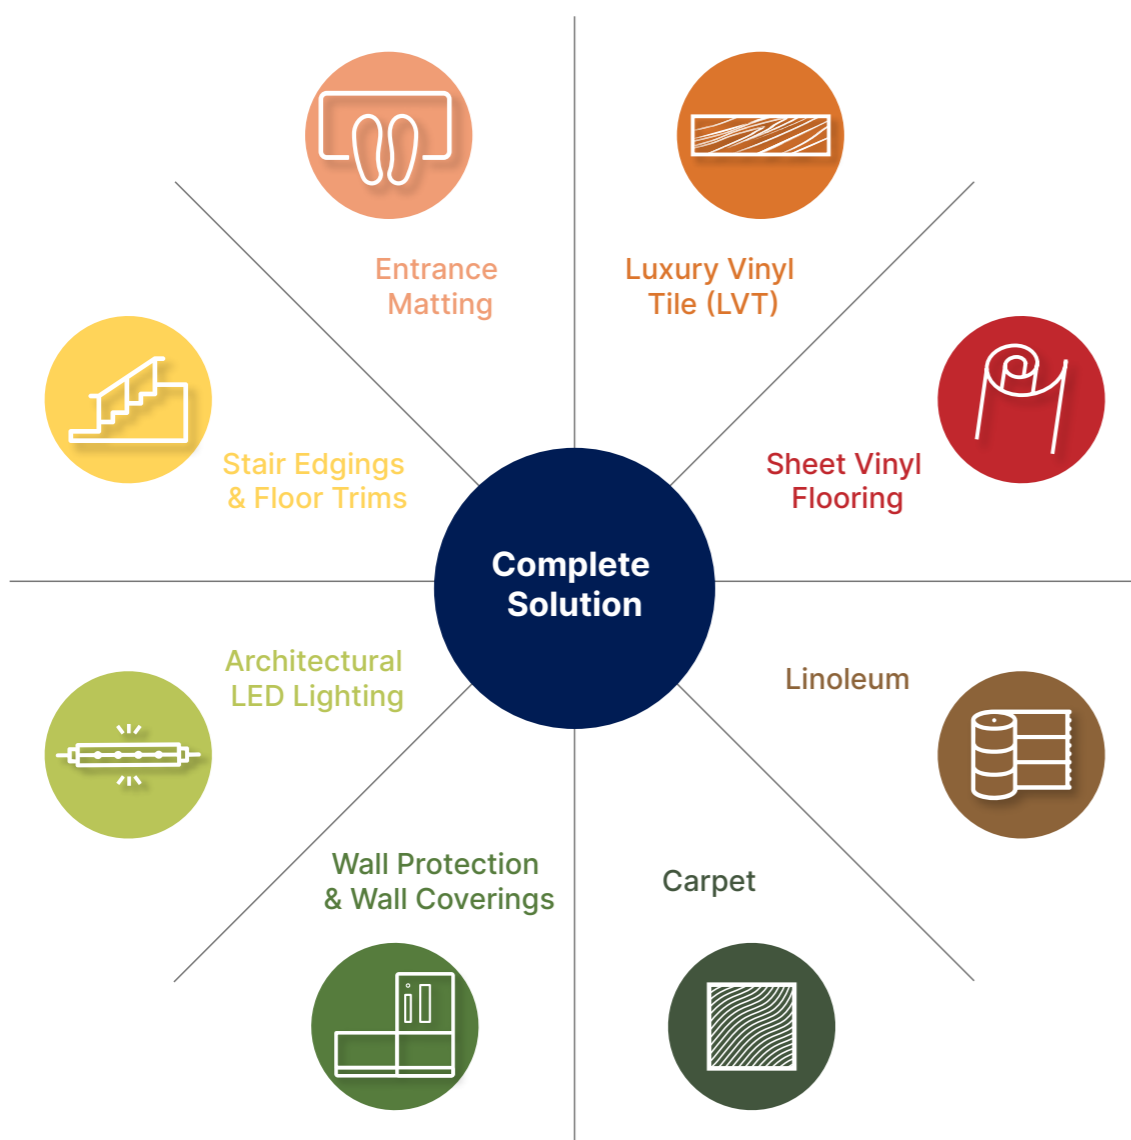 Entrance
Matting
Luxury Vinyl
Tile (LVT)
Stair Edgings
& Floor Trims
Sheet Vinyl
Flooring
Complete
Solution
Architectural
LED Lighting
Linoleum
Wall Protection
& Wall Coverings
Carpet